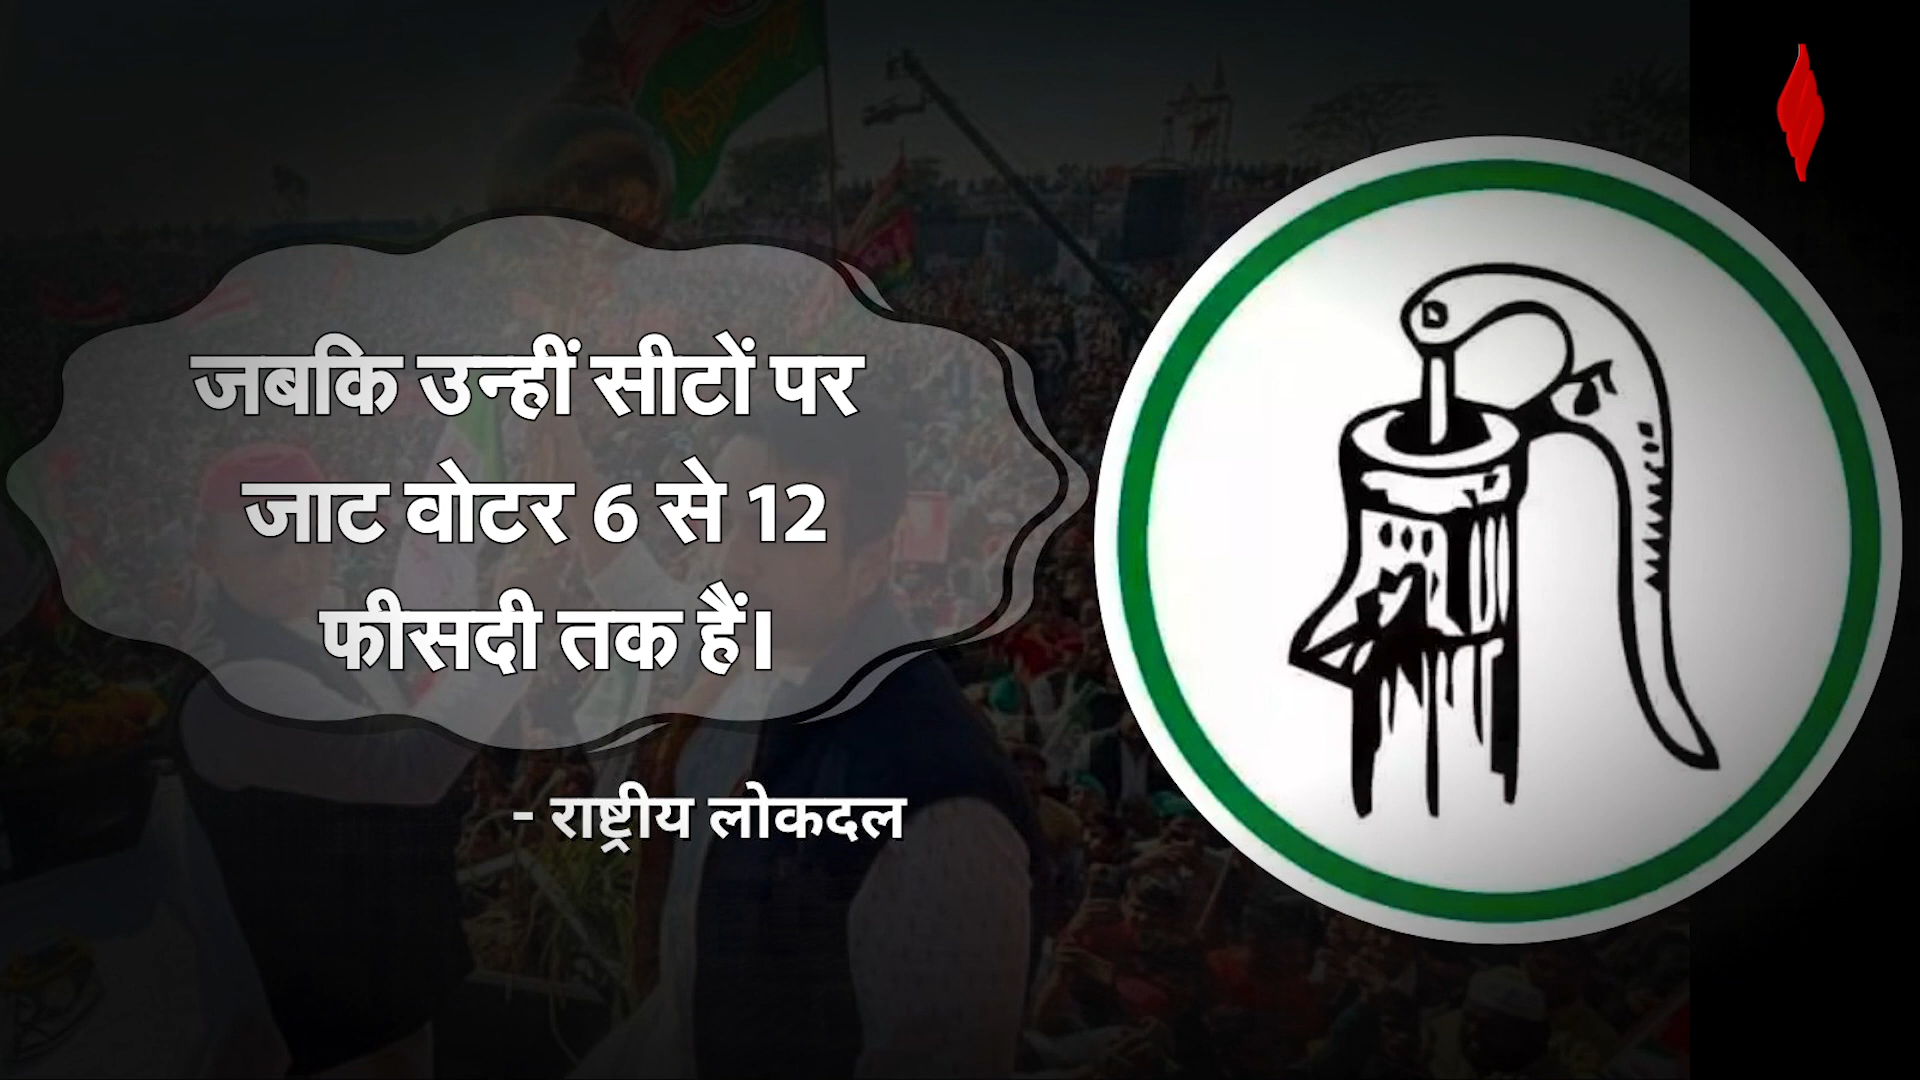 जबकि उन्हीं सीटों पर
जाट वोटर 6 से 12
फीसदी तक हैं।
- राष्ट्रीय लोकदल